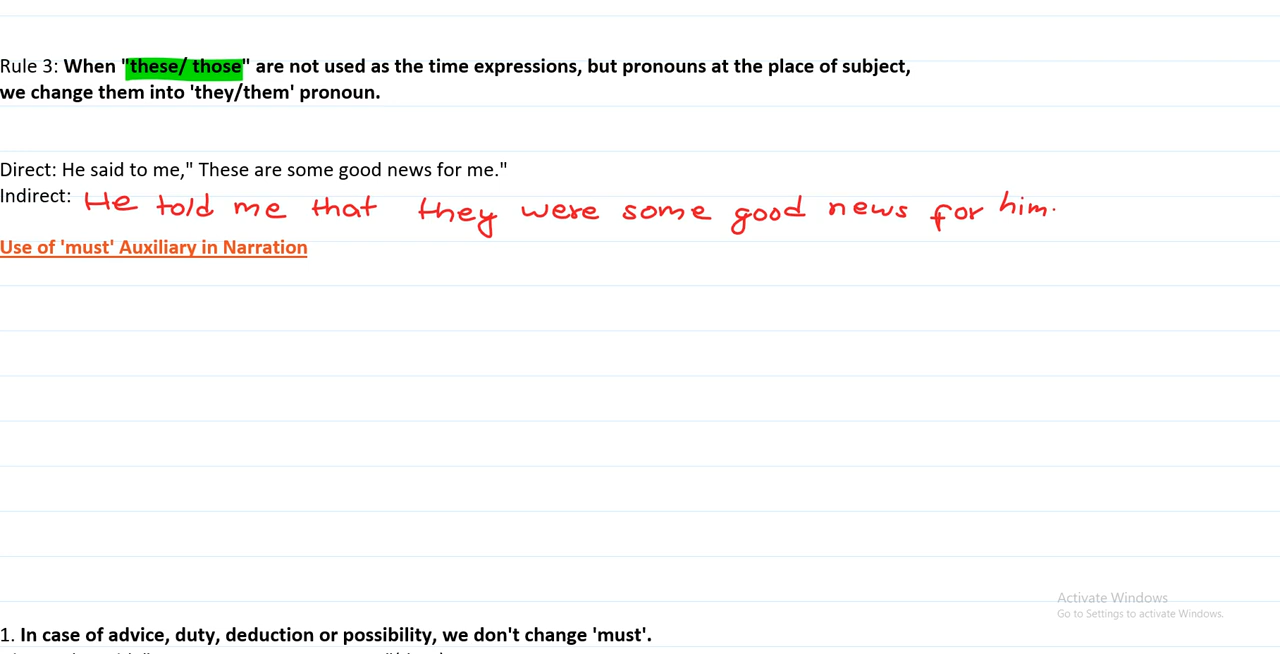 Rule 3: When "these/ those" are not used as the time expressions, but pronouns at the place of subject,
we change them into 'they/them' pronoun.
Direct: He said to me," These are some good news for me."
Indirect: He told me that they were some good news for him.
Use of 'must' Auxiliary in Narration
Activate Windows
Go to Settings to activate Windows.
1. In case of advice, duty, deduction or possibility, we don't change 'must'.